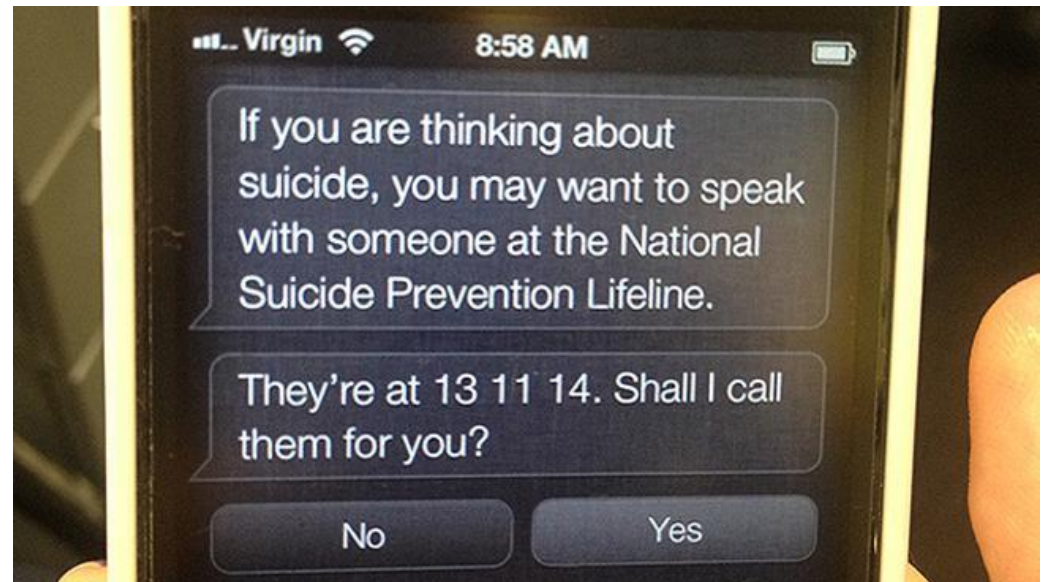 Virgin 8:58 AM
If you are thinking about
suicide, you may want to speak
with someone at the National
Suicide Prevention Lifeline.
They’re at 13 11 14. Shall I call
them for you?
No Yes